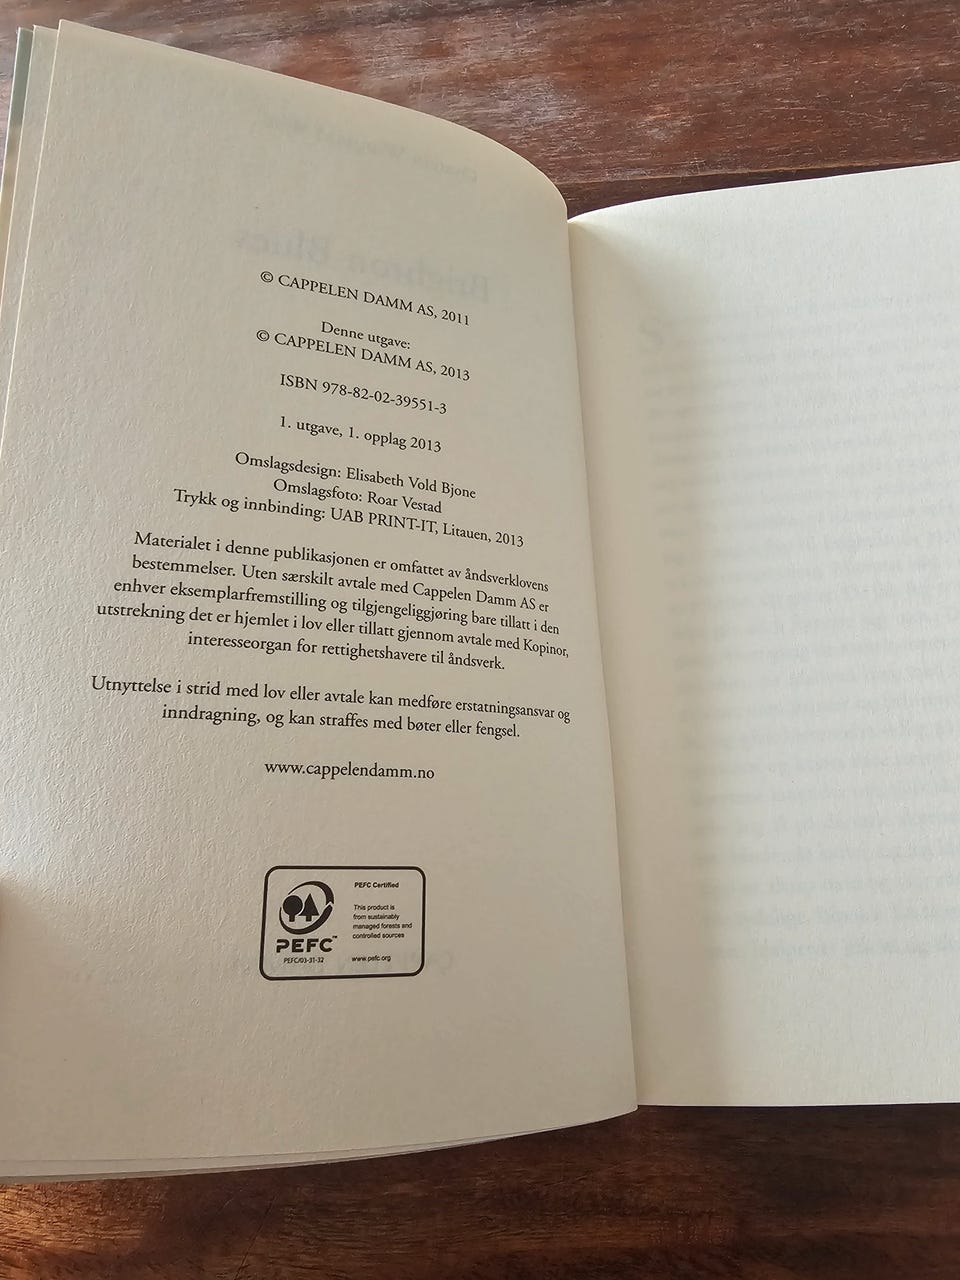 © CAPPELEN DAMM AS, 2011
Denne utgave:
© CAPPELEN DAMM AS, 2013
ISBN 978-82-02-39551-3
1. utgave, 1. opplag 2013
Omslagsdesign: Elisabeth Vold Bjone
Omslagsfoto: Roar Vestad
Trykk og innbinding: UAB PRINT-IT, Litauen, 2013
Materialet i denne publikasjonen er omfattet av åndsverklovens
bestemmelser. Uten særskilt avtale med Cappelen Damm AS er
enhver eksemplarfremstilling og tilgjengeliggjøring bare tillatt i den
utstrekning det er hjemlet i lov eller tillatt gjennom avtale med Kopinor,
interesseorgan for rettighetshavere til åndsverk.
Utnyttelse i strid med lov eller avtale kan medføre erstatningsansvar og
inndragning, og kan straffes med bøter eller fengsel.
www.cappelendamm.no
PEFC™
PEFC/03-31-32
PEFC Certified
This product is
from sustainably
managed forests and
controlled sources
www.pefc.org